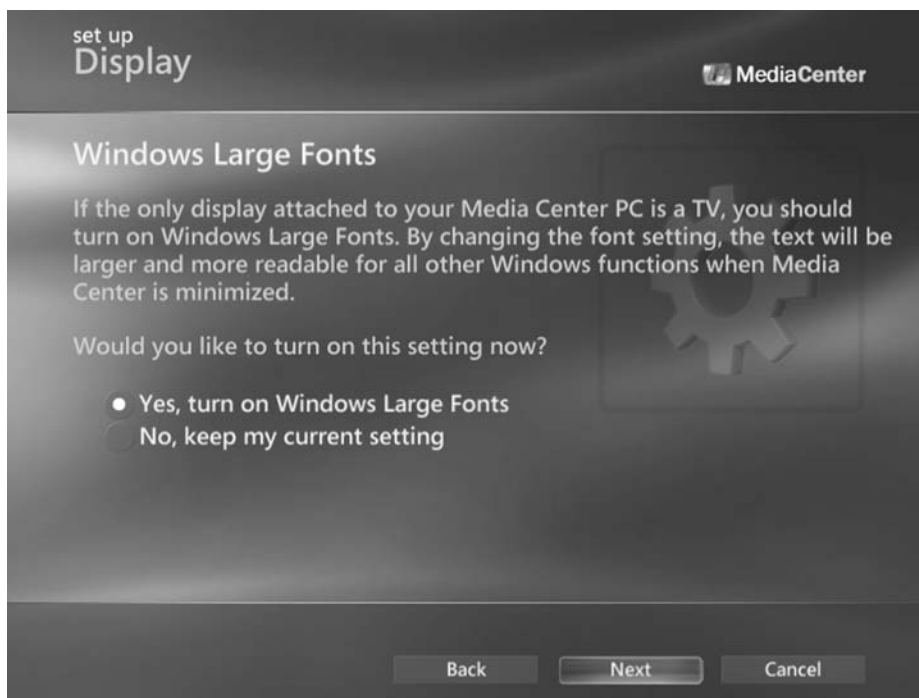 set up
Display
MediaCenter
Windows Large Fonts
If the only display attached to your Media Center PC is a TV, you should
turn on Windows Large Fonts. By changing the font setting, the text will be
larger and more readable for all other Windows functions when Media
Center is minimized.
Would you like to turn on this setting now?
Yes, turn on Windows Large Fonts
No, keep my current setting
Back Next Cancel